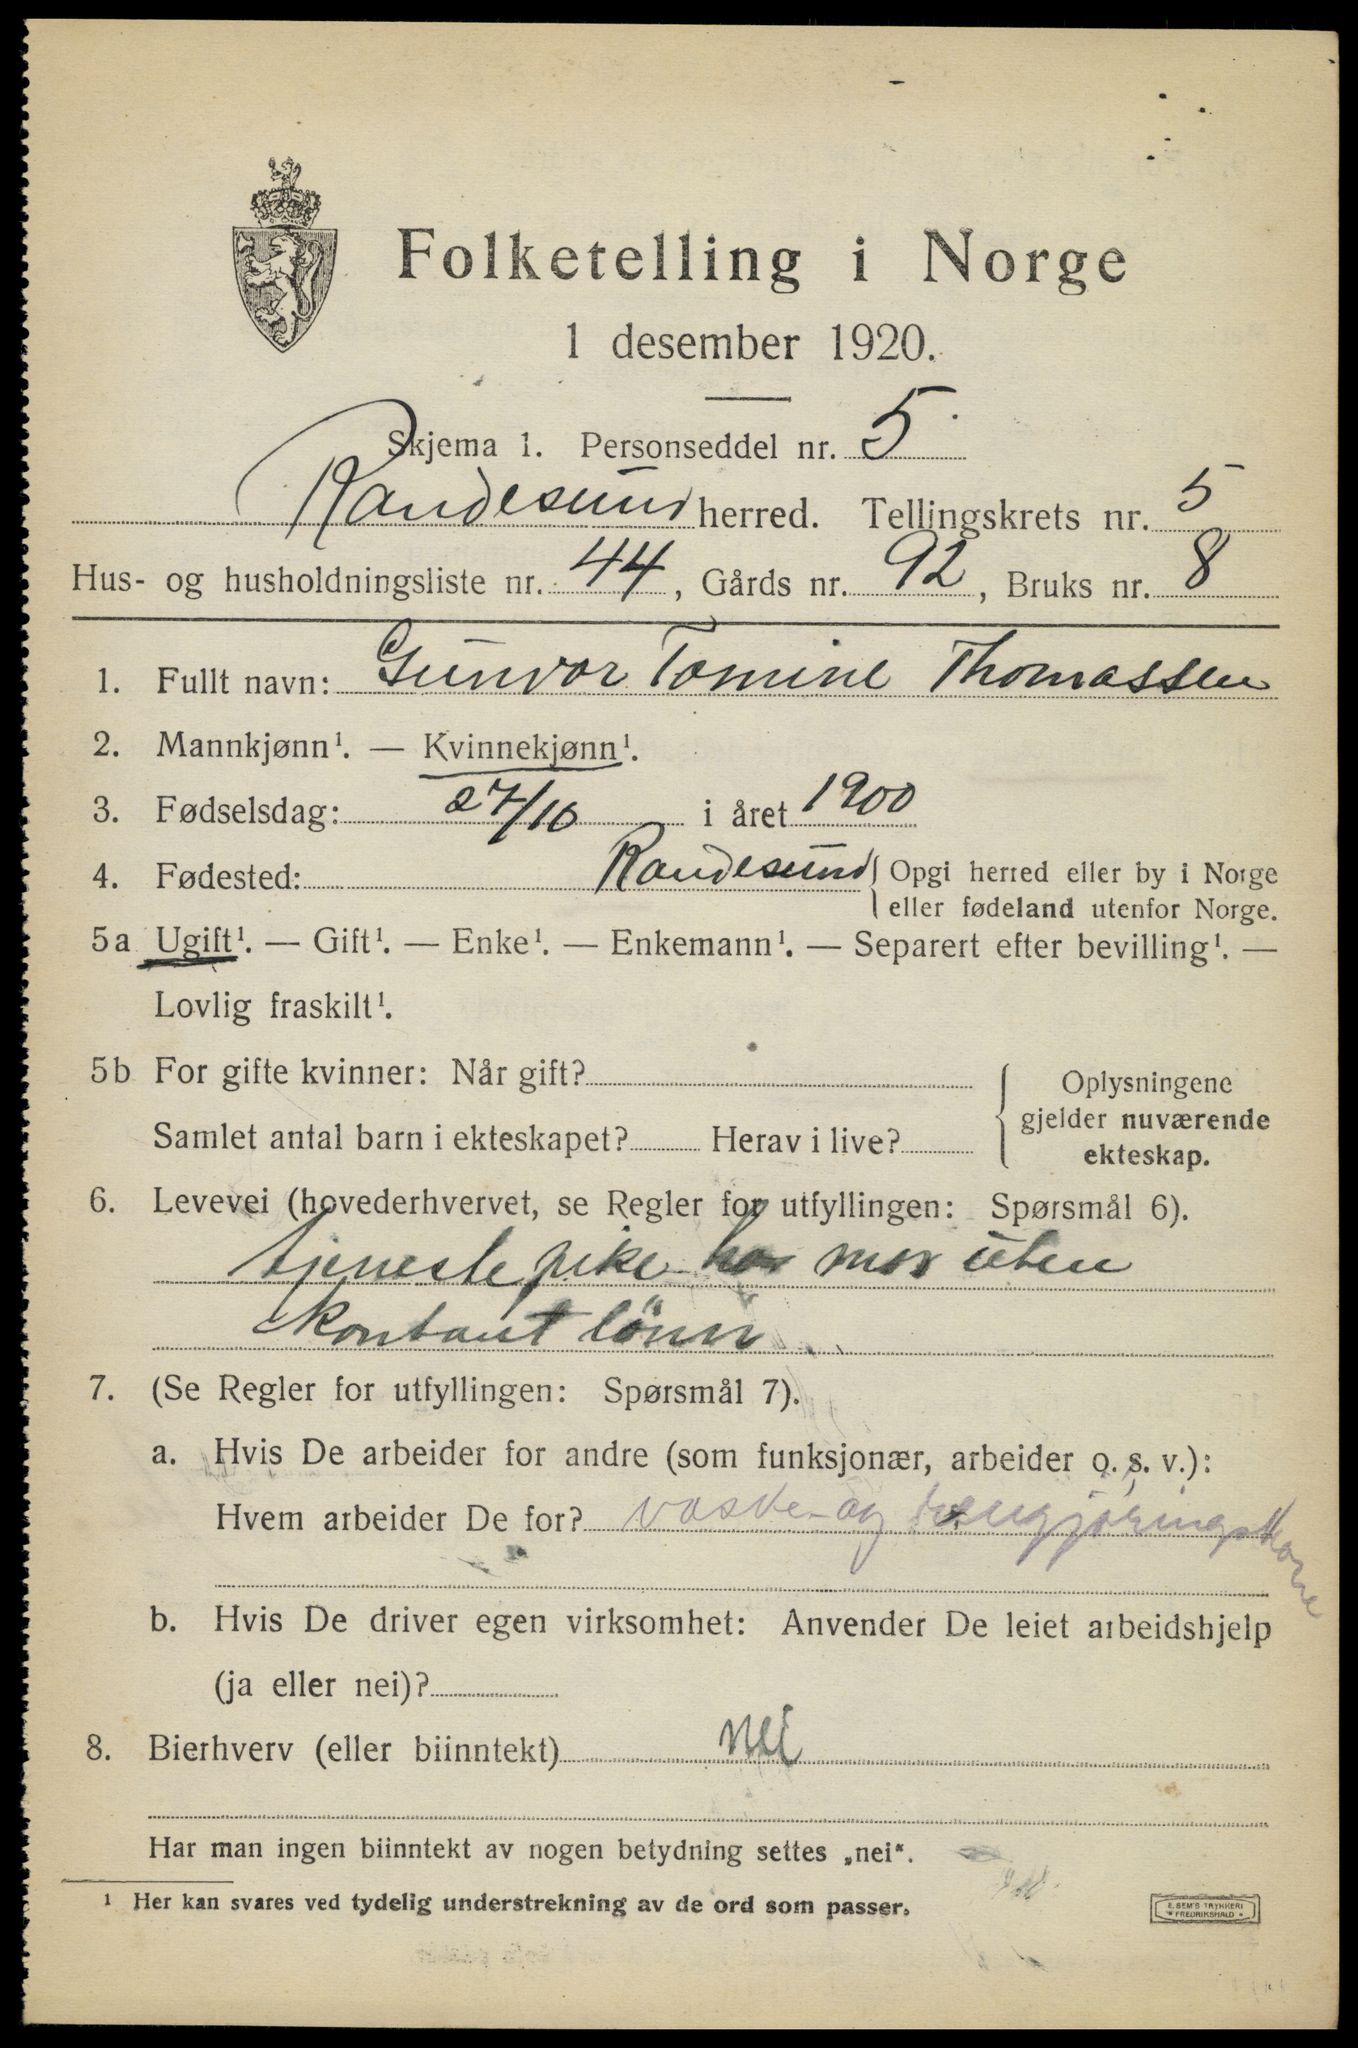 Folketelling i Norge
1 desember 1920.
Skjema 1. Personseddel nr. 5
Randesund herred. Tellingskrets nr. 5
Hus- og husholdningsliste nr. 44, Gårds nr. 92, Bruks nr. 8
1. Fullt navn: Gunvor Tomine Thomassen
2. Mannkjønn¹. — Kvinnekjønn¹.
3. Fødselsdag: 27/10 i året 1900
4. Fødested: Randesund { Opgi herred eller by i Norge
eller fødeland utenfor Norge.
5a Ugift¹. — Gift¹. — Enke¹. — Enkemann¹. — Separert efter bevilling¹. —
Lovlig fraskilt¹.
5b For gifte kvinner: Når gift?
Samlet antal barn i ekteskapet? Herav i live?
Oplysningene
gjelder nuværende
ekteskap.
6. Levevei (hovederhvervet, se Regler for utfyllingen: Spørsmål 6).
tjenestepike hos mor uten
kontant lönn
7. (Se Regler for utfyllingen: Spørsmål 7).
a. Hvis De arbeider for andre (som funksjonær, arbeider o. s. v.):
Hvem arbeider De for? vaske- og rengjøringskone
b. Hvis De driver egen virksomhet: Anvender De leiet arbeidshjelp
(ja eller nei)?
8. Bierhverv (eller biinntekt) nei
Har man ingen biinntekt av nogen betydning settes „nei“.
¹ Her kan svares ved tydelig understrekning av de ord som passer.
E. SEM'S TRYKKERI
FREDRIKSHALD